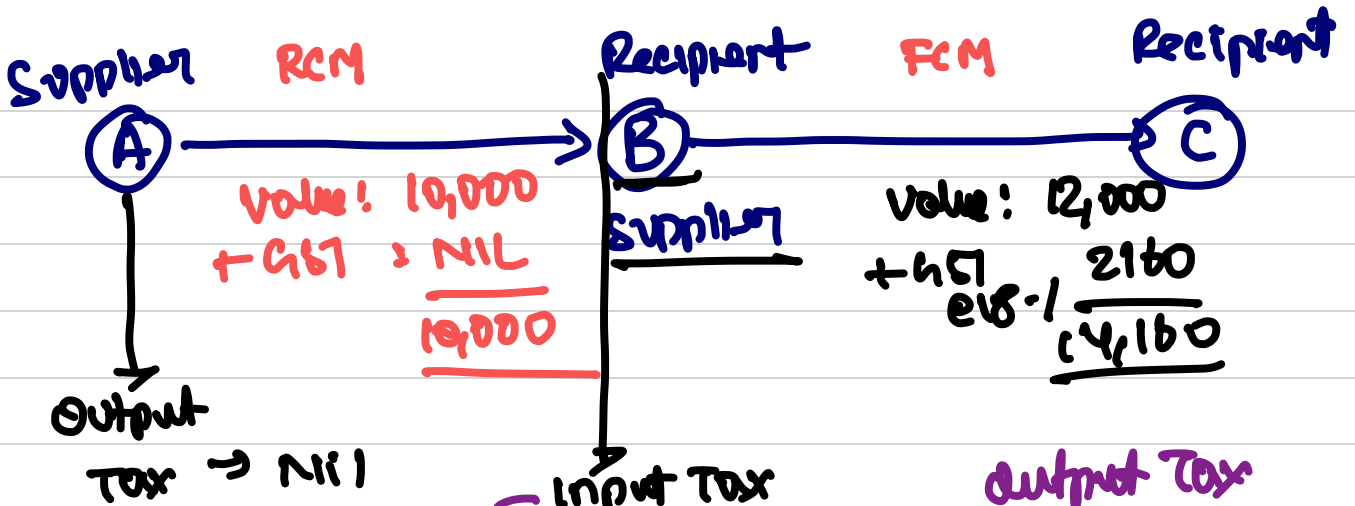 Supplier RCM Recipient FCM Recipient
A B C
Value: 10,000 Value: 12,000
+ GST : NIL Supplier + GST 2160
@18%
10,000 14,160
Output
Tax → Nil Input Tax Output Tax